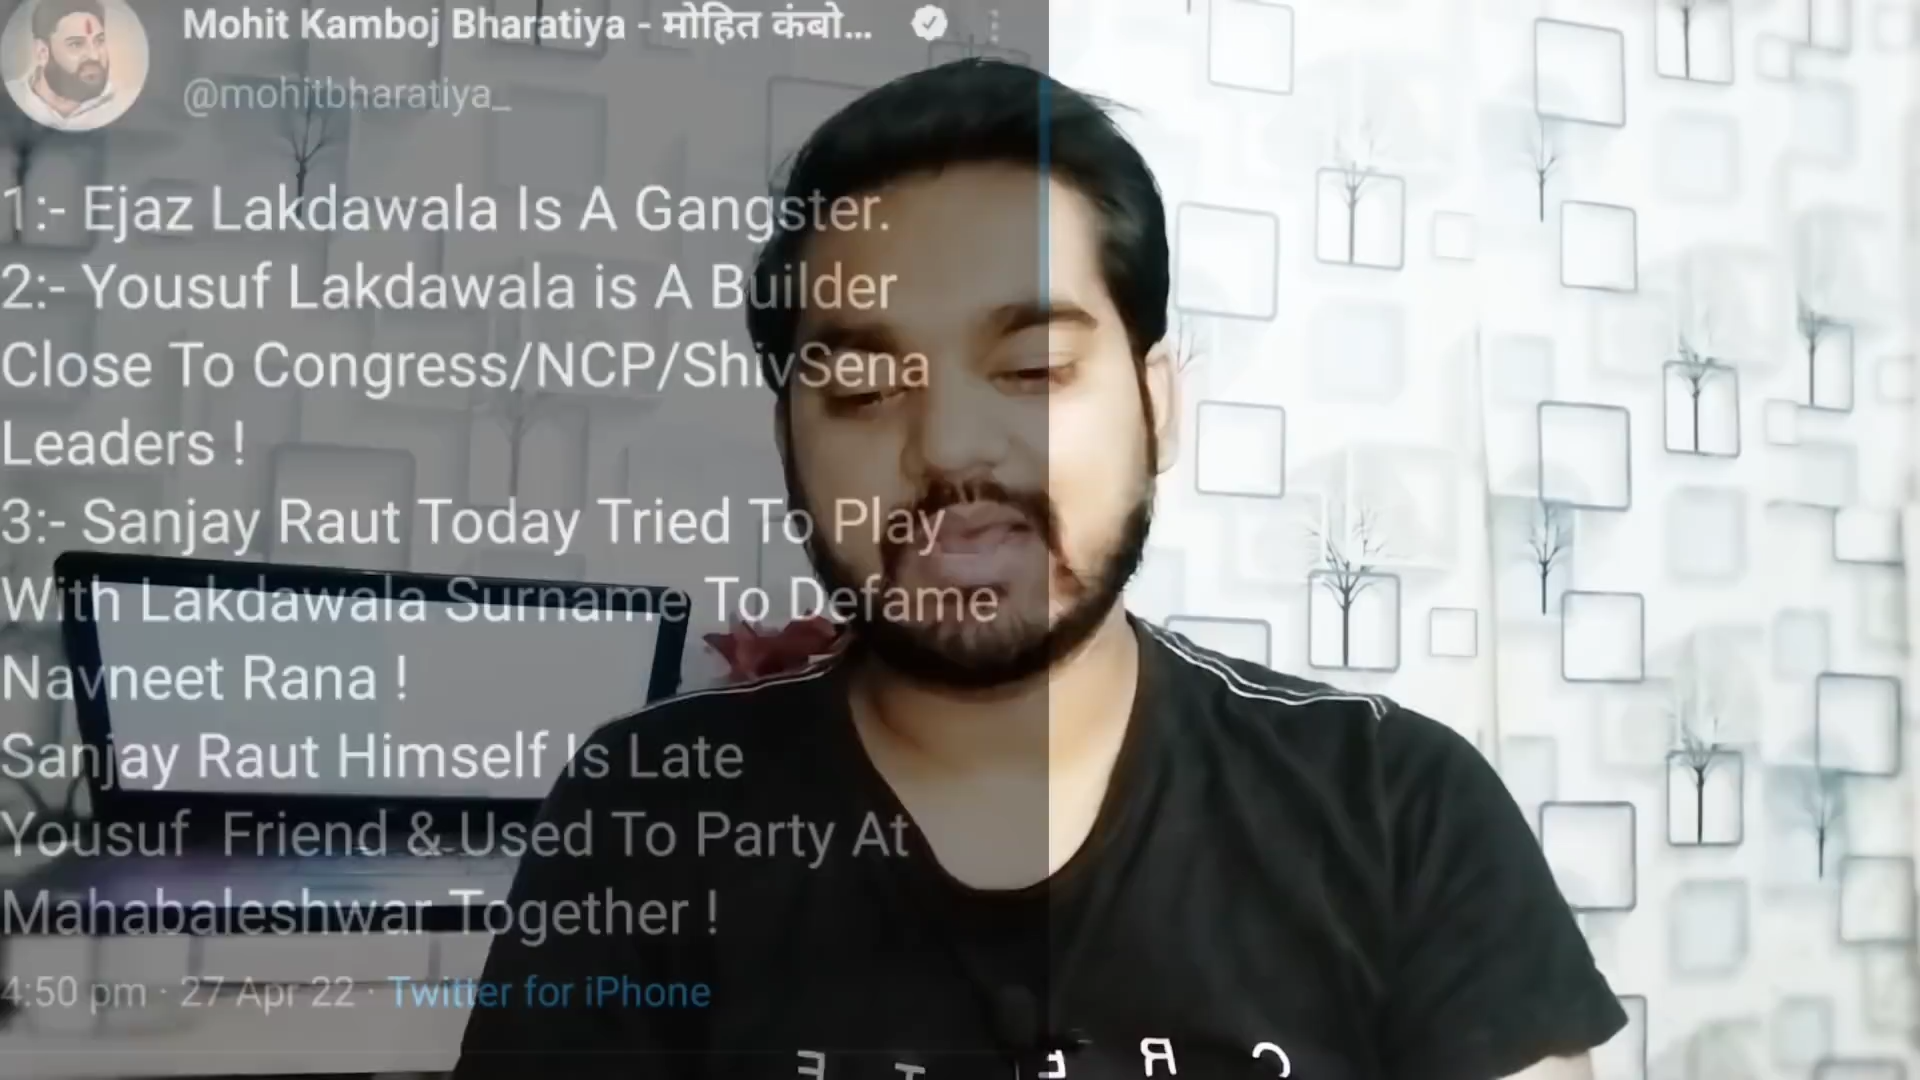 Mohit Kamboj Bharatiya - मोहित कंबो...
@mohitbharatiya_
1:- Ejaz Lakdawala Is A Gangster.
2:- Yousuf Lakdawala is A Builder
Close To Congress/NCP/ShivSena
Leaders !
3:- Sanjay Raut Today Tried To Play
With Lakdawala Surname To Defame
Navneet Rana !
Sanjay Raut Himself Is Late
Yousuf Friend & Used To Party At
Mahabaleshwar Together !
4:50 pm · 27 Apr 22 · Twitter for iPhone